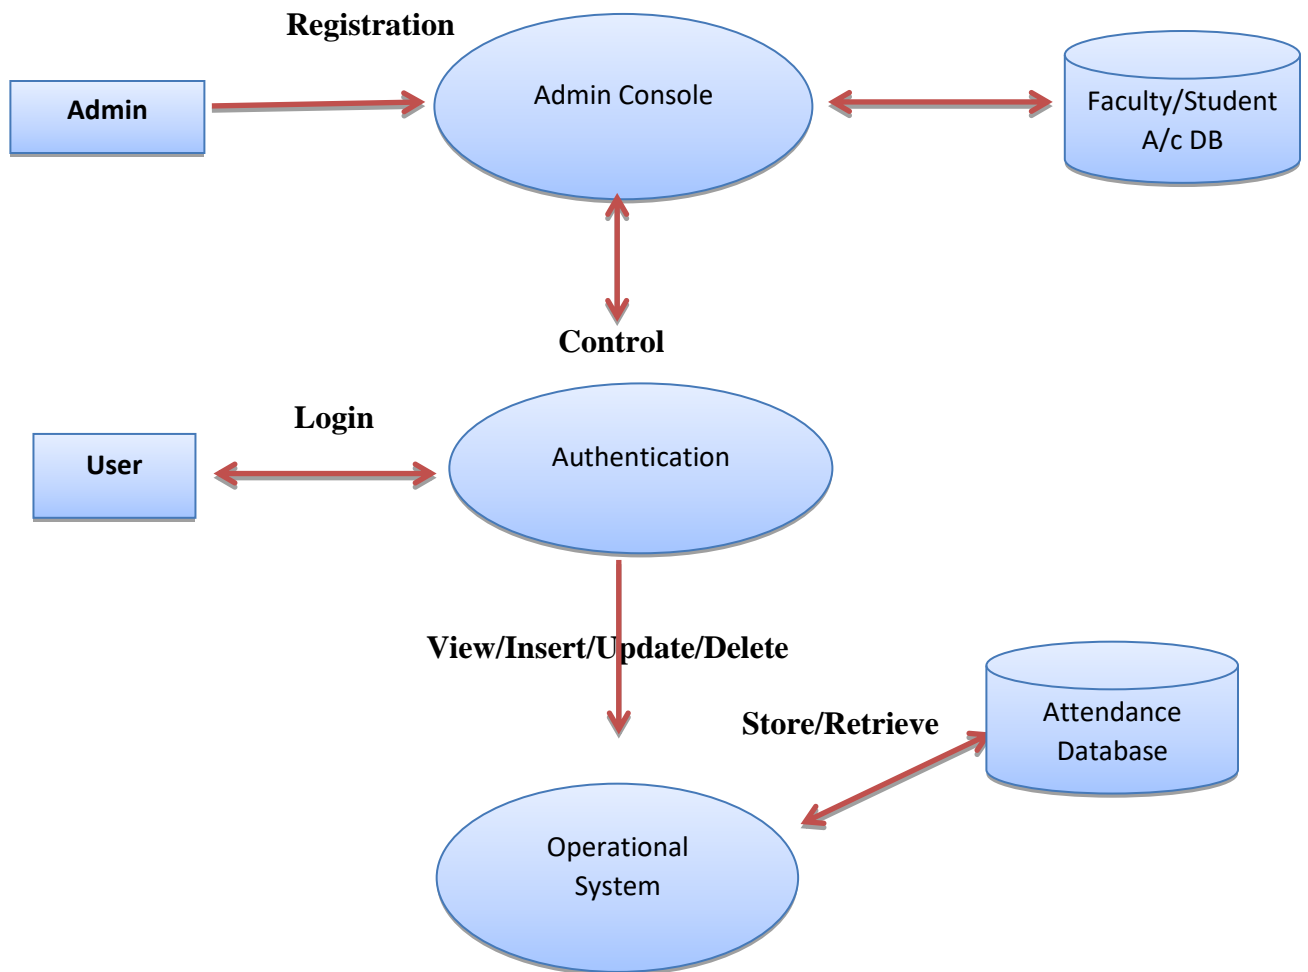 Registration
Admin
Admin Console
Faculty/Student
A/c DB
Control
Login
User
Authentication
View/Insert/Update/Delete
Store/Retrieve
Attendance
Database
Operational
System